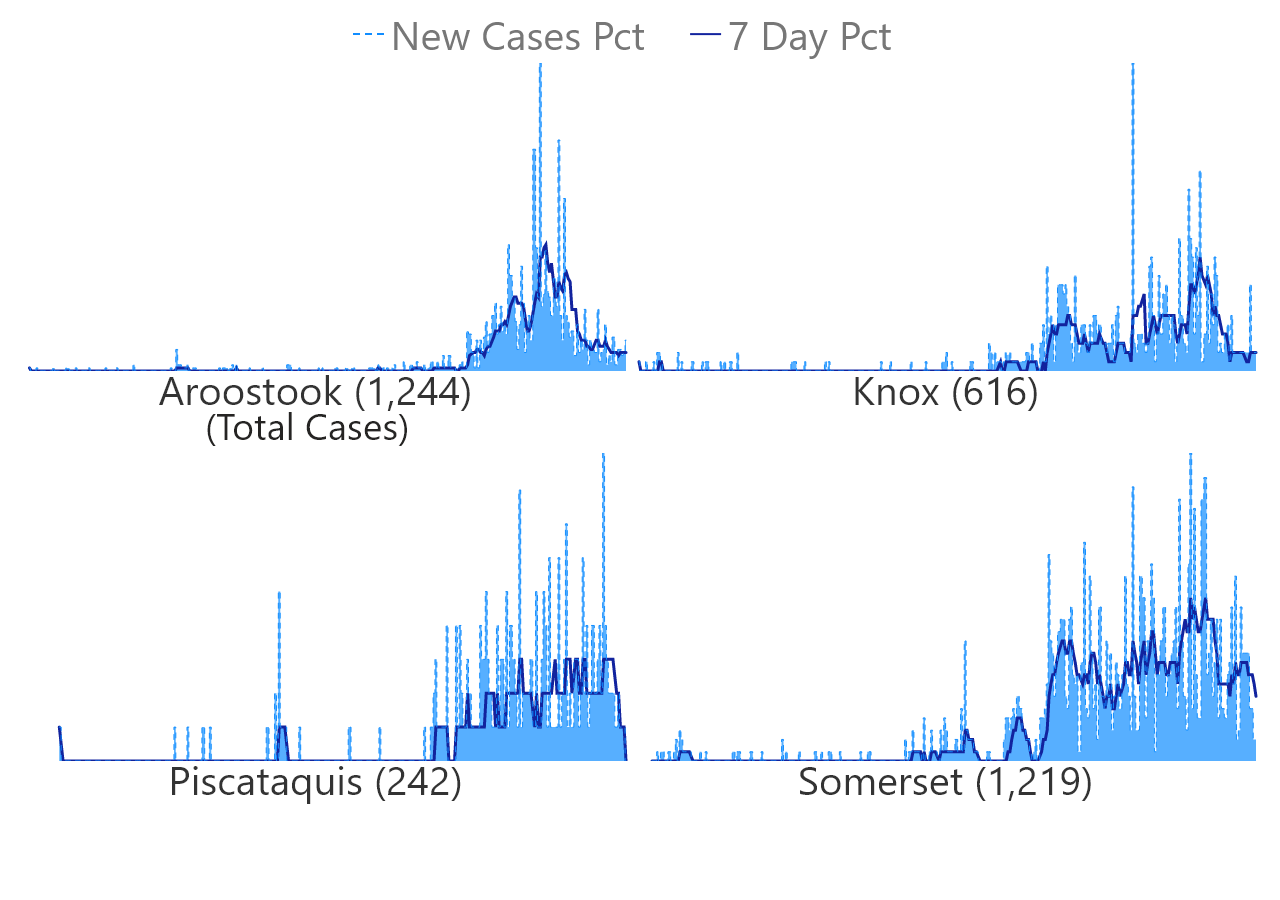 New Cases Pct 7 Day Pct
Aroostook (1,244) Knox (616)
(Total Cases)
Piscataquis (242) Somerset (1,219)